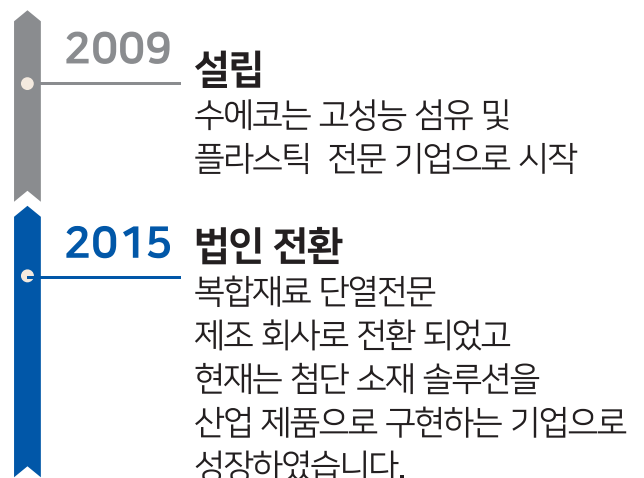 2009
설립
수에코는 고성능 섬유 및
플라스틱 전문 기업으로 시작
2015
법인 전환
복합재료 단열전문
제조 회사로 전환 되었고
현재는 첨단 소재 솔루션을
산업 제품으로 구현하는 기업으로
성장하였습니다.